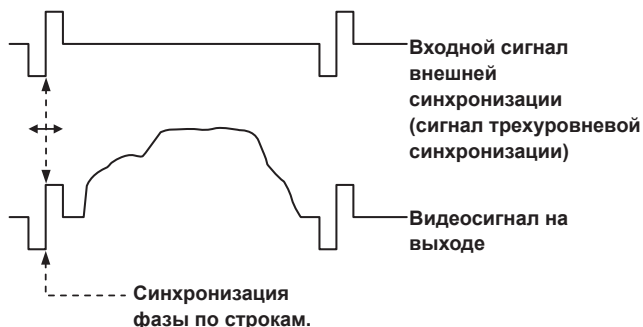 Входной сигнал
внешней
синхронизации
(сигнал трехуровневой
синхронизации)
Видеосигнал на
выходе
Синхронизация
фазы по строкам.